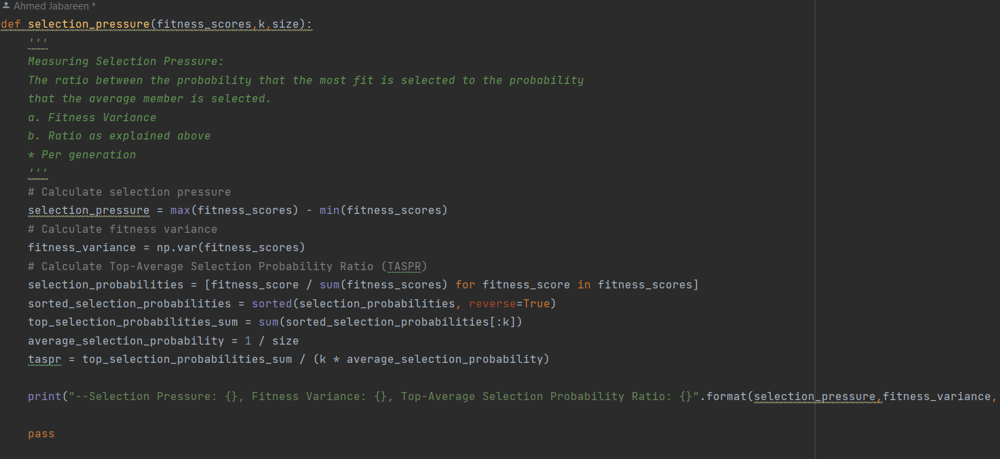 Ahmed Jabareen *
def selection_pressure(fitness_scores,k,size):
    '''
    Measuring Selection Pressure:
    The ratio between the probability that the most fit is selected to the probability
    that the average member is selected.
    a. Fitness Variance
    b. Ratio as explained above
    * Per generation
    '''
    # Calculate selection pressure
    selection_pressure = max(fitness_scores) - min(fitness_scores)
    # Calculate fitness variance
    fitness_variance = np.var(fitness_scores)
    # Calculate Top-Average Selection Probability Ratio (TASPR)
    selection_probabilities = [fitness_score / sum(fitness_scores) for fitness_score in fitness_scores]
    sorted_selection_probabilities = sorted(selection_probabilities, reverse=True)
    top_selection_probabilities_sum = sum(sorted_selection_probabilities[:k])
    average_selection_probability = 1 / size
    taspr = top_selection_probabilities_sum / (k * average_selection_probability)
    print("--Selection Pressure: {}, Fitness Variance: {}, Top-Average Selection Probability Ratio: {}".format(selection_pressure,fitness_variance,
    pass